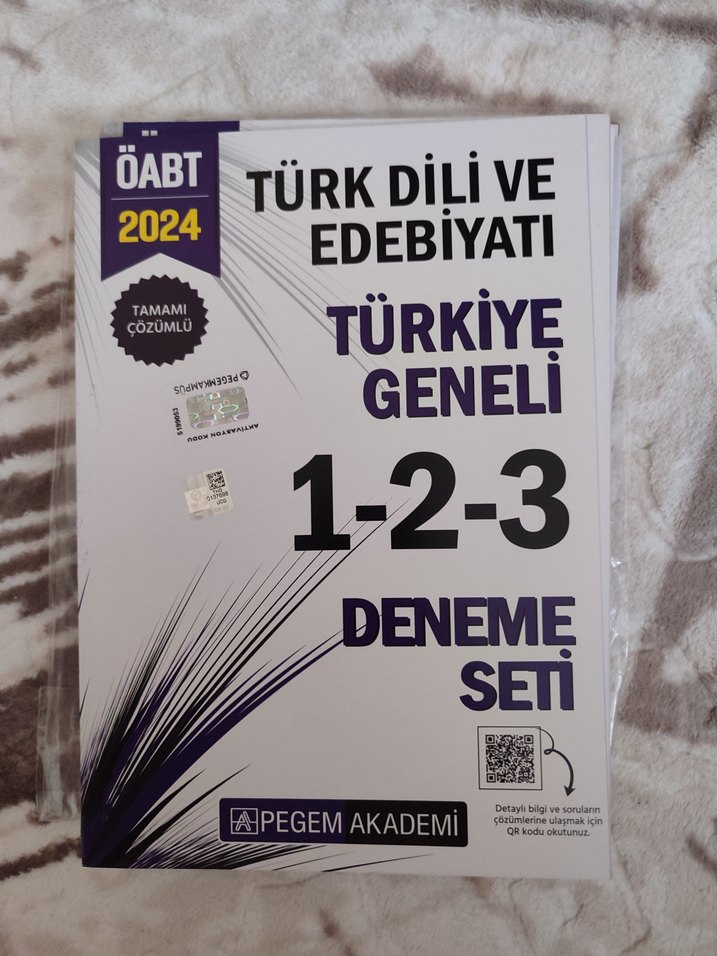 ÖABT
2024
TÜRK DİLİ VE
EDEBİYATI
TAMAMI
ÇÖZÜMLÜ
TÜRKİYE
GENELİ
PEGEMKAMPÜS
5199053
AKTİVASYON KODU
1-2-3
DENEME
SETİ
Detaylı bilgi ve soruların
çözümlerine ulaşmak için
QR kodu okutunuz.
PEGEM AKADEMİ